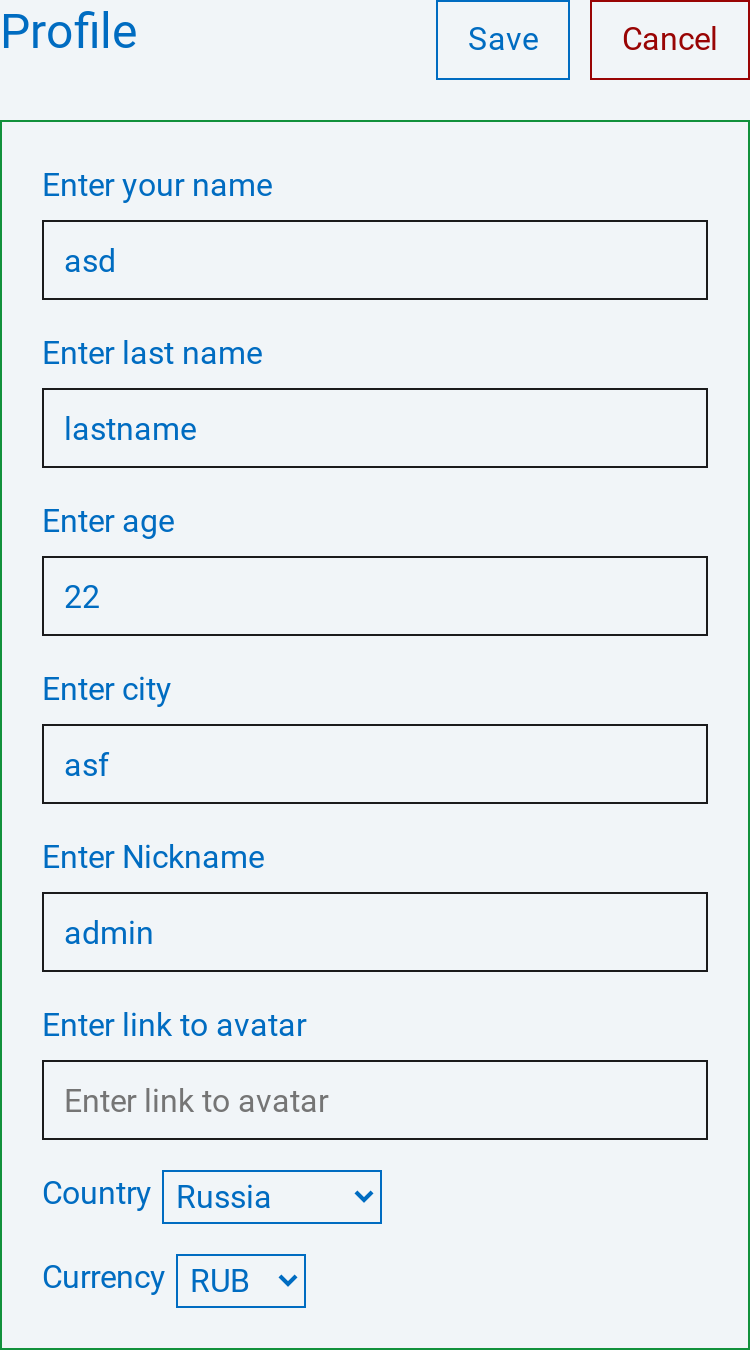 Profile
Save
Cancel
Enter your name
asd
Enter last name
lastname
Enter age
22
Enter city
asf
Enter Nickname
admin
Enter link to avatar
Enter link to avatar
Country Russia
Currency RUB